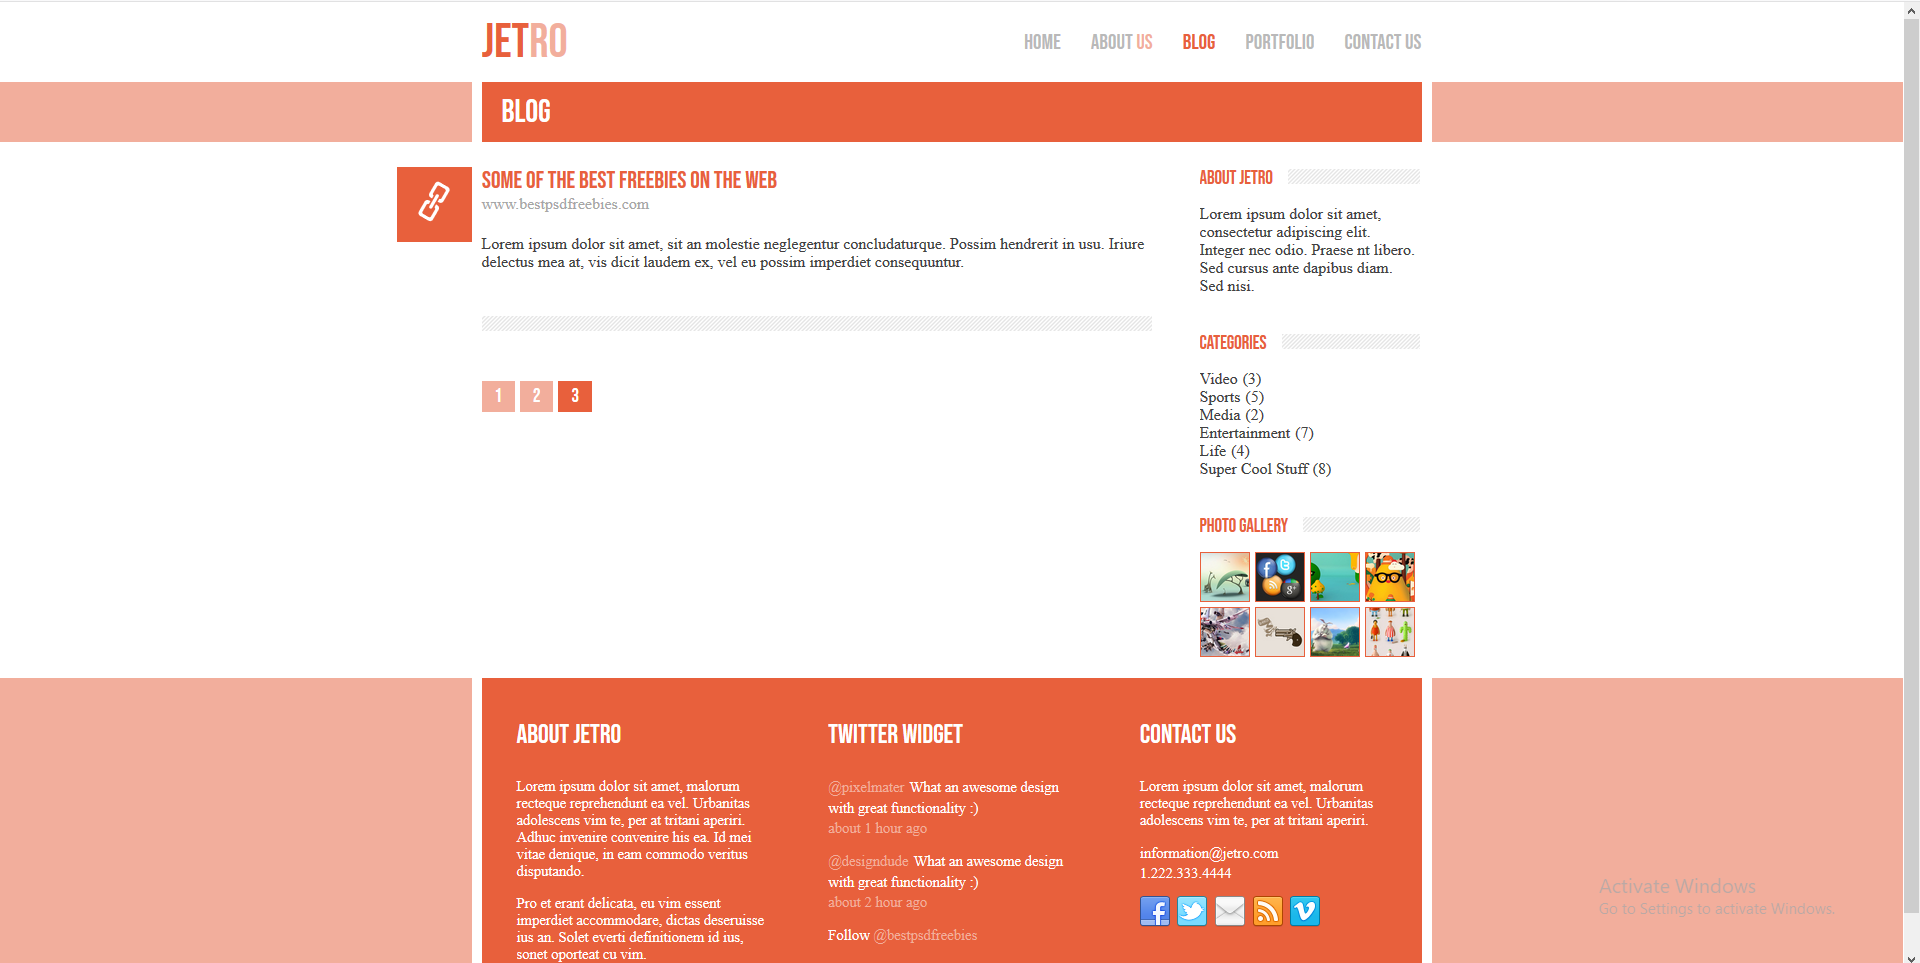 JETRO
HOME ABOUT US BLOG PORTFOLIO CONTACT US
BLOG
SOME OF THE BEST FREEBIES ON THE WEB
www.bestpsdfreebies.com
Lorem ipsum dolor sit amet, sit an molestie neglegentur concludaturque. Possim hendrerit in usu. Iriure
delectus mea at, vis dicit laudem ex, vel eu possim imperdiet consequuntur.
1 2 3
ABOUT JETRO
Lorem ipsum dolor sit amet,
consectetur adipiscing elit.
Integer nec odio. Praese nt libero.
Sed cursus ante dapibus diam.
Sed nisi.
CATEGORIES
Video (3)
Sports (5)
Media (2)
Entertainment (7)
Life (4)
Super Cool Stuff (8)
PHOTO GALLERY
ABOUT JETRO
Lorem ipsum dolor sit amet, malorum
recteque reprehendunt ea vel. Urbanitas
adolescens vim te, per at tritani aperiri.
Adhuc invenire convenire his ea. Id mei
vitae denique, in eam commodo veritus
disputando.
Pro et erant delicata, eu vim essent
imperdiet accommodare, dictas deseruisse
ius an. Solet everti definitionem id ius,
sonet oporteat cu vim.
TWITTER WIDGET
@pixelmater What an awesome design
with great functionality :)
about 1 hour ago
@designdude What an awesome design
with great functionality :)
about 2 hour ago
Follow @bestpsdfreebies
CONTACT US
Lorem ipsum dolor sit amet, malorum
recteque reprehendunt ea vel. Urbanitas
adolescens vim te, per at tritani aperiri.
information@jetro.com
1.222.333.4444
Activate Windows
Go to Settings to activate Windows.